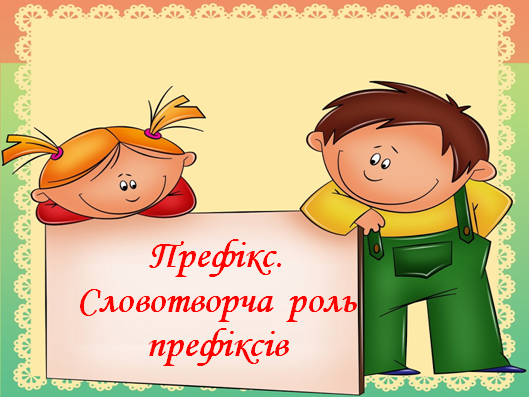 Префікс.
Словотворча роль
префіксів